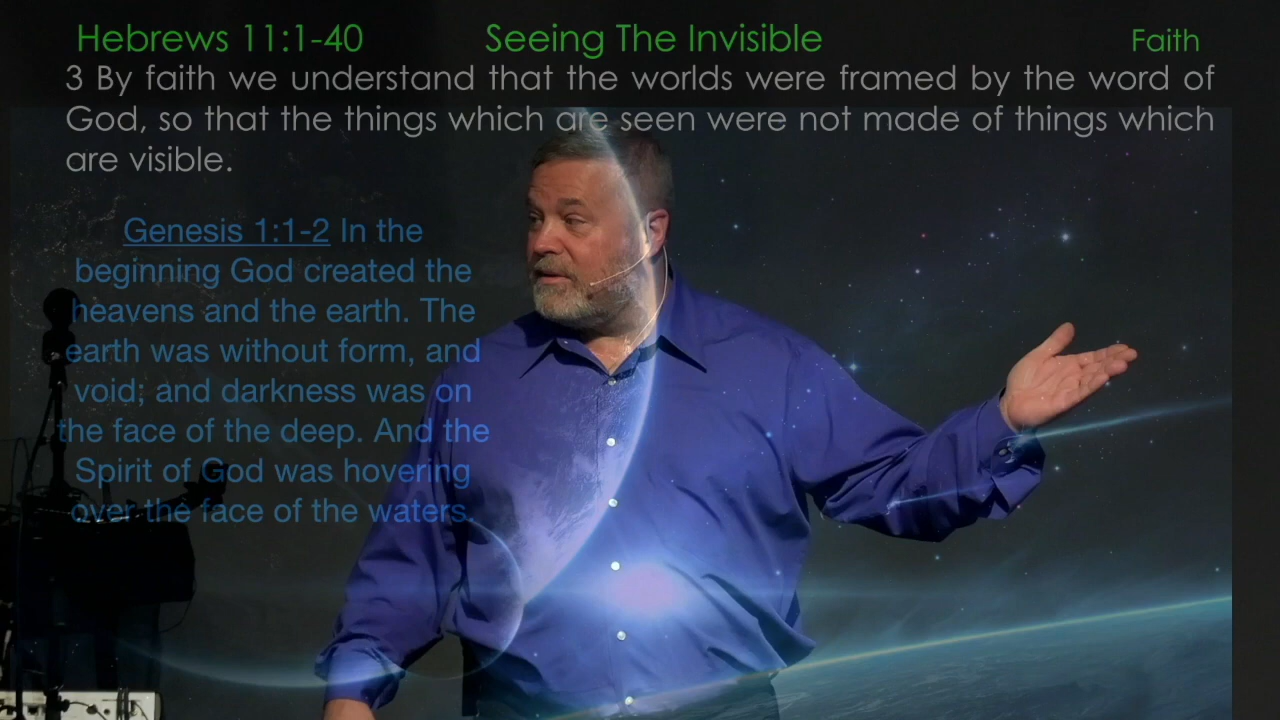 Hebrews 11:1-40 Seeing The Invisible Faith
3 By faith we understand that the worlds were framed by the word of
God, so that the things which are seen were not made of things which
are visible.
Genesis 1:1-2 In the
beginning God created the
heavens and the earth. The
earth was without form, and
void; and darkness was on
the face of the deep. And the
Spirit of God was hovering
over the face of the waters.